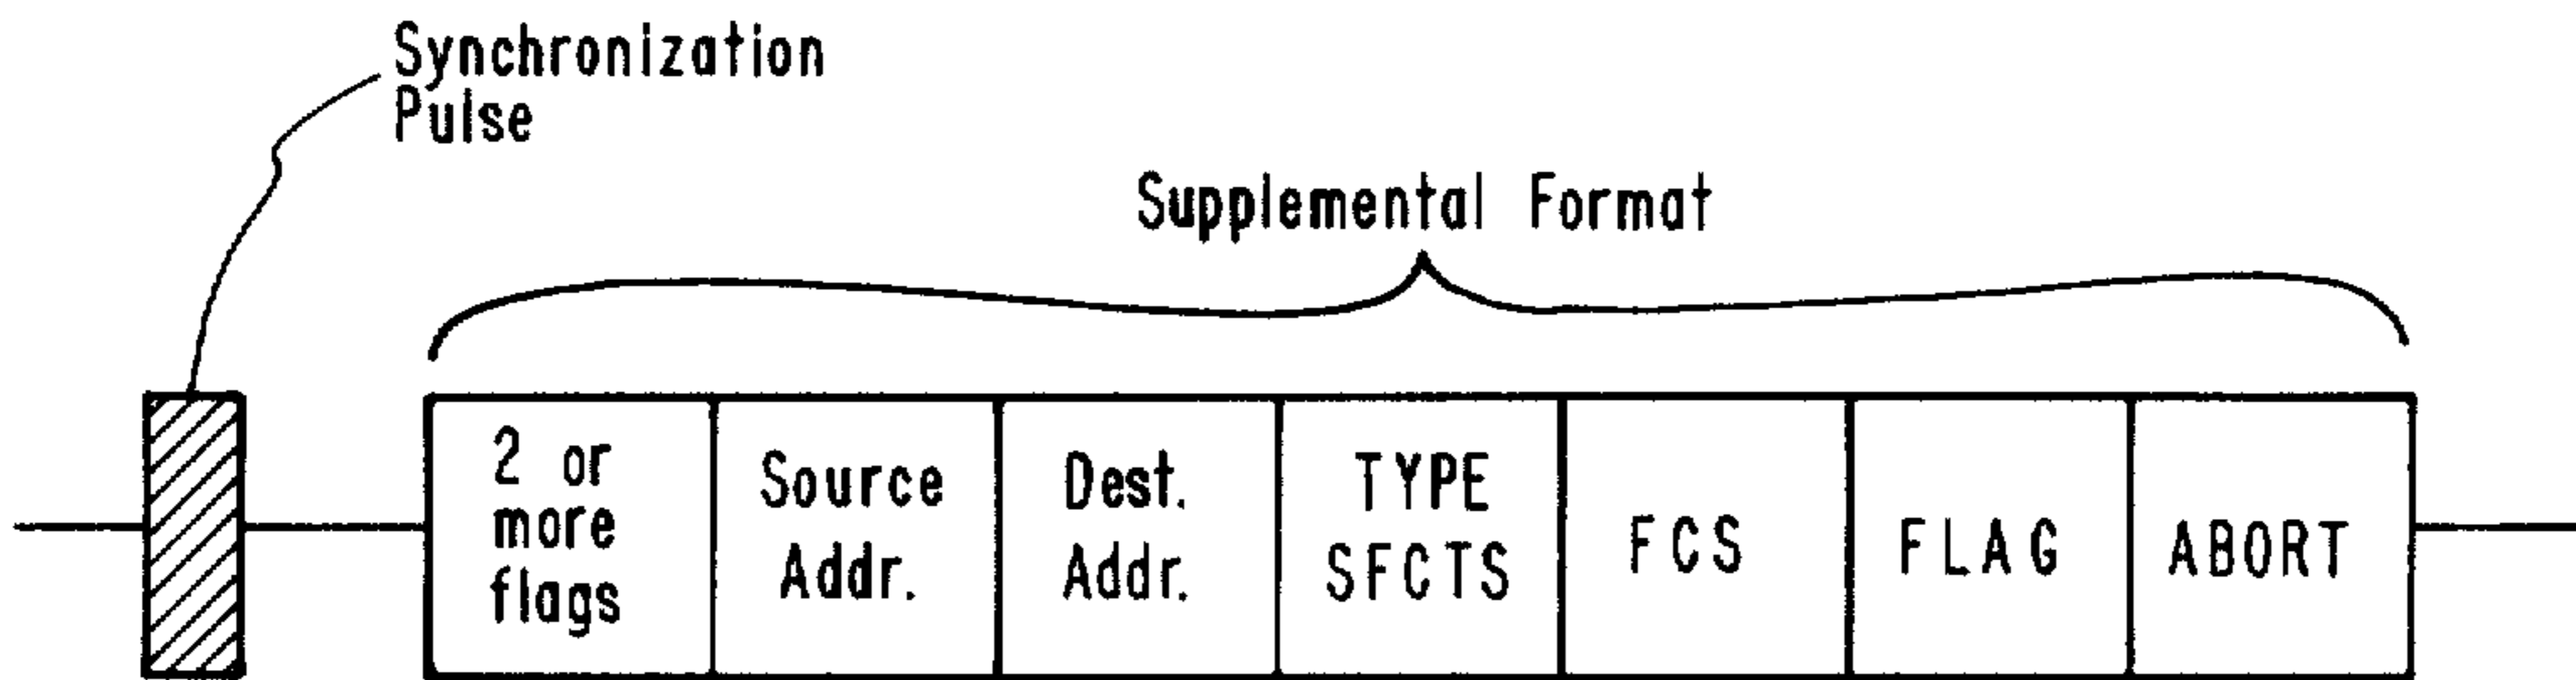 Synchronization
Pulse
Supplemental Format
2 or
more
flags
Source
Addr.
Dest.
Addr.
TYPE
SFCTS
FCS
FLAG
ABORT